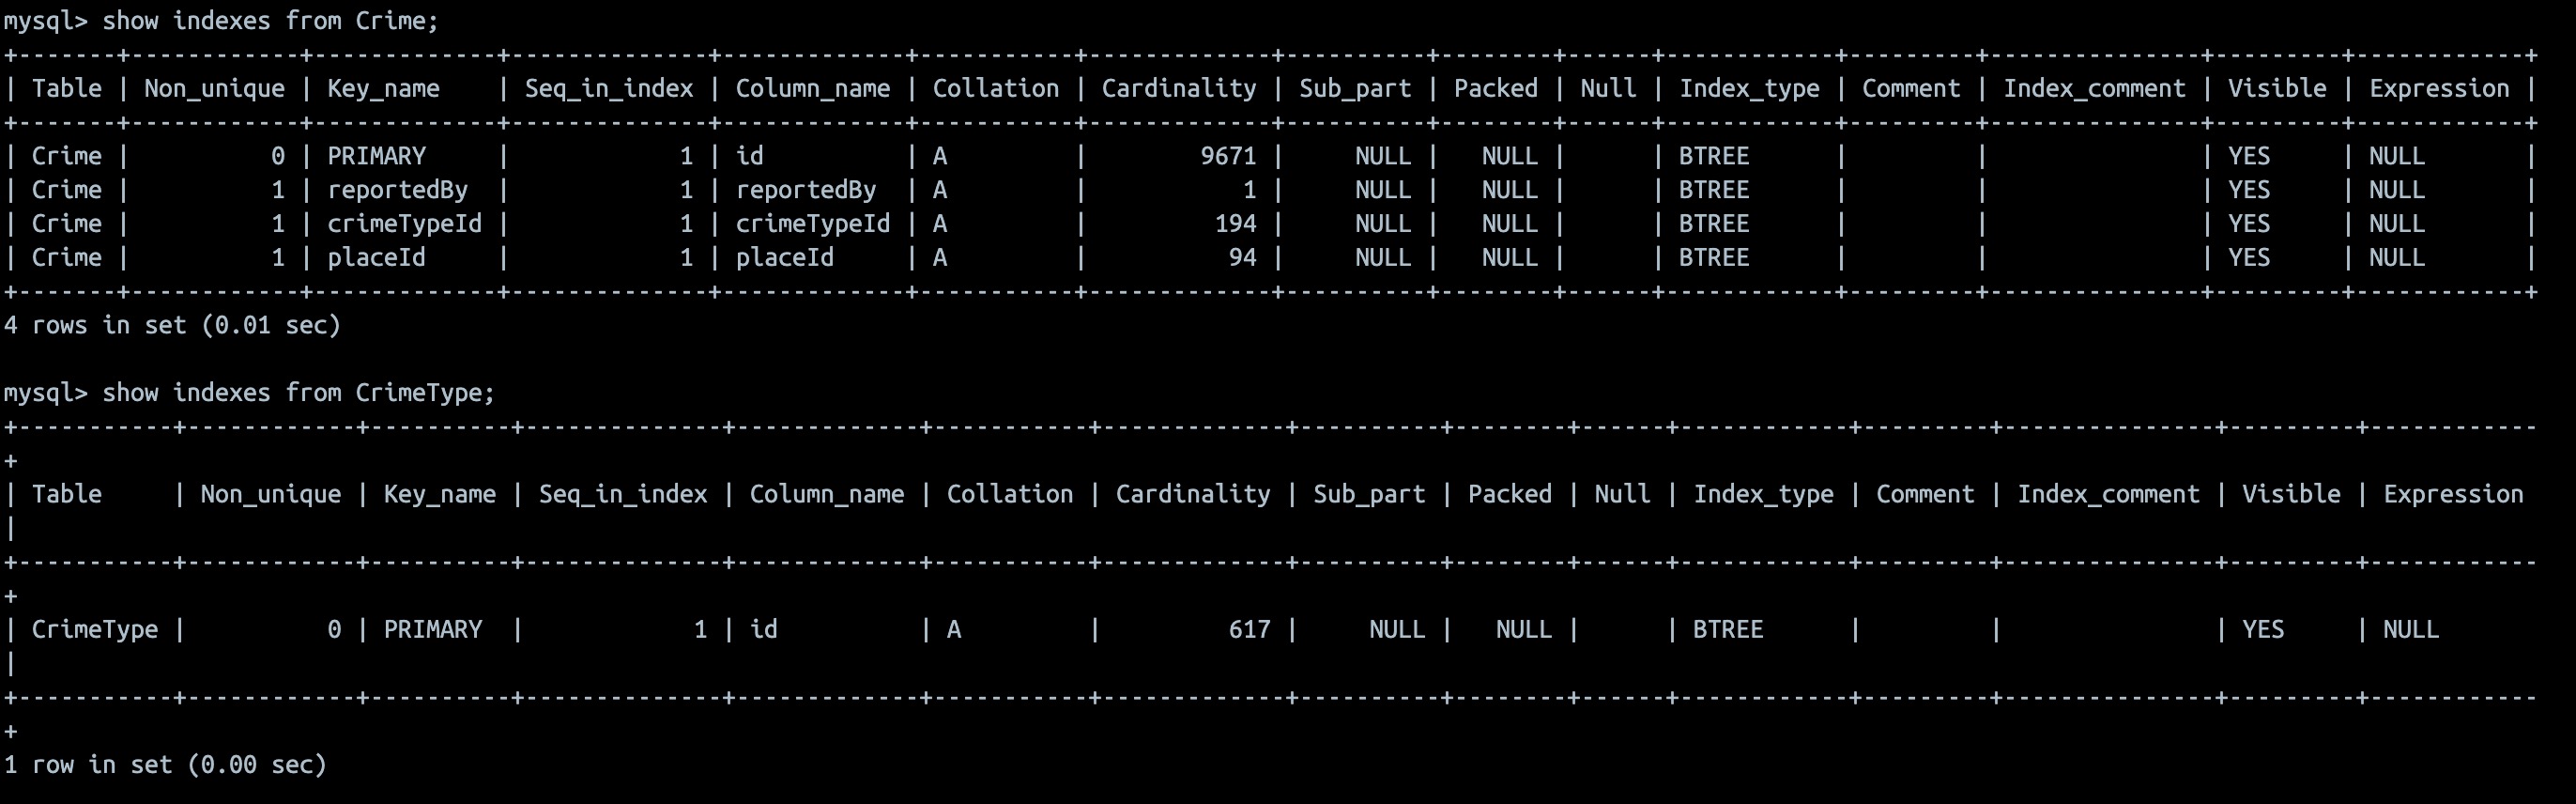 mysql> show indexes from Crime;
+-------+------------+-------------+--------------+-------------+-----------+-------------+----------+--------+------+------------+---------+---------------+---------+------------+
| Table | Non_unique | Key_name    | Seq_in_index | Column_name | Collation | Cardinality | Sub_part | Packed | Null | Index_type | Comment | Index_comment | Visible | Expression |
+-------+------------+-------------+--------------+-------------+-----------+-------------+----------+--------+------+------------+---------+---------------+---------+------------+
| Crime |          0 | PRIMARY     |            1 | id          | A         |        9671 |     NULL |   NULL |      | BTREE      |         |               | YES     | NULL       |
| Crime |          1 | reportedBy  |            1 | reportedBy  | A         |           1 |     NULL |   NULL |      | BTREE      |         |               | YES     | NULL       |
| Crime |          1 | crimeTypeId |            1 | crimeTypeId | A         |         194 |     NULL |   NULL |      | BTREE      |         |               | YES     | NULL       |
| Crime |          1 | placeId     |            1 | placeId     | A         |          94 |     NULL |   NULL |      | BTREE      |         |               | YES     | NULL       |
+-------+------------+-------------+--------------+-------------+-----------+-------------+----------+--------+------+------------+---------+---------------+---------+------------+
4 rows in set (0.01 sec)

mysql> show indexes from CrimeType;
+-----------+------------+----------+--------------+-------------+-----------+-------------+----------+--------+------+------------+---------+---------------+---------+------------
+
| Table     | Non_unique | Key_name | Seq_in_index | Column_name | Collation | Cardinality | Sub_part | Packed | Null | Index_type | Comment | Index_comment | Visible | Expression
|
+-----------+------------+----------+--------------+-------------+-----------+-------------+----------+--------+------+------------+---------+---------------+---------+------------
+
| CrimeType |          0 | PRIMARY  |            1 | id          | A         |         617 |     NULL |   NULL |      | BTREE      |         |               | YES     | NULL
|
+-----------+------------+----------+--------------+-------------+-----------+-------------+----------+--------+------+------------+---------+---------------+---------+------------
+
1 row in set (0.00 sec)